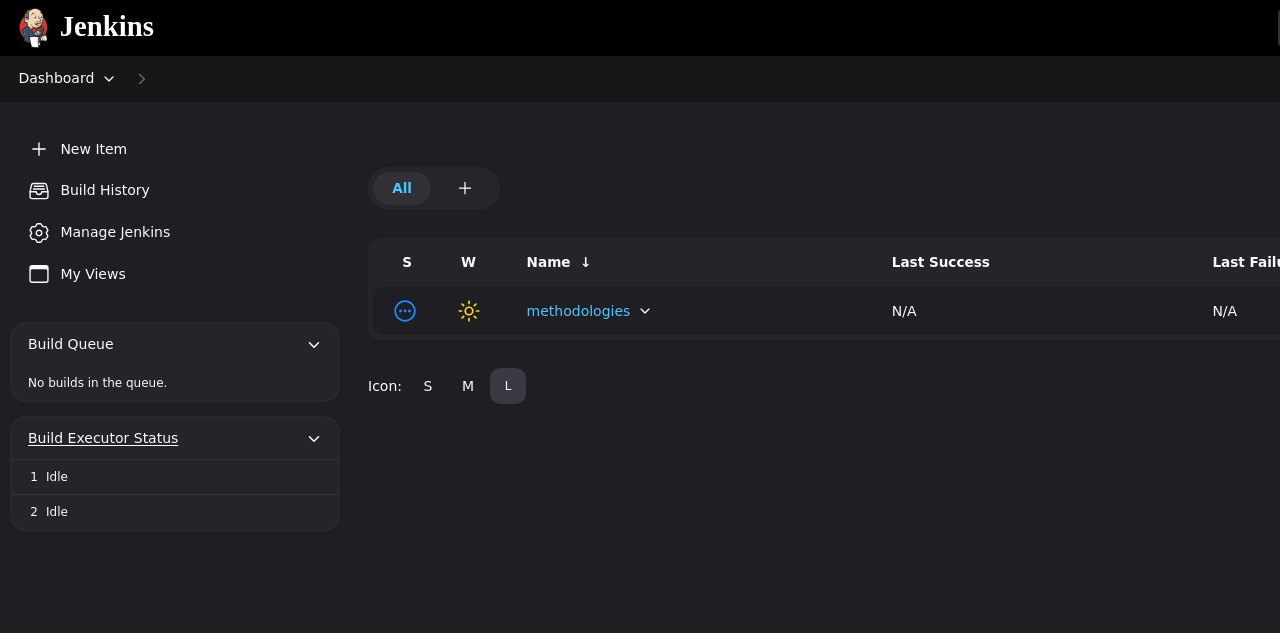 Jenkins
Dashboard
New Item
Build History
Manage Jenkins
My Views
Build Queue
No builds in the queue.
Build Executor Status
1 Idle
2 Idle
All
S W Name ↓ Last Success Last Failu
methodologies N/A N/A
Icon: S M L